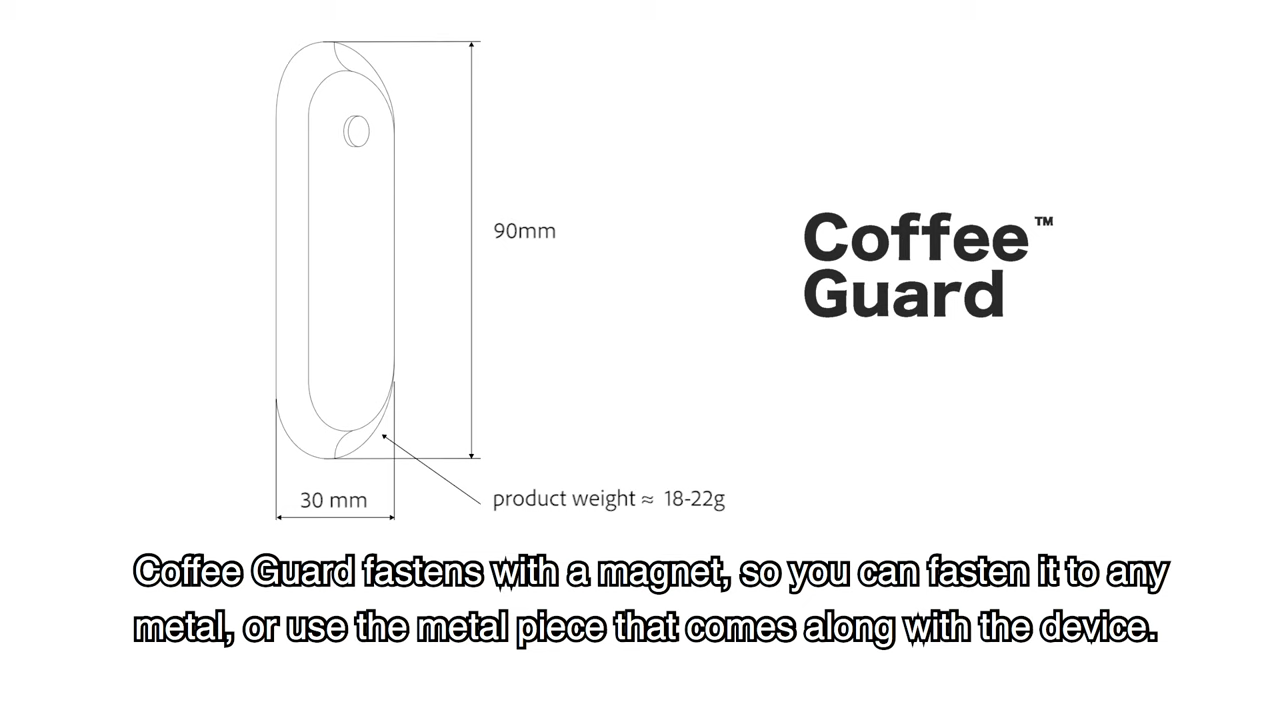 90mm
Coffee™
Guard
30 mm
product weight ≈ 18-22g
Coffee Guard fastens with a magnet, so you can fasten it to any
metal, or use the metal piece that comes along with the device.